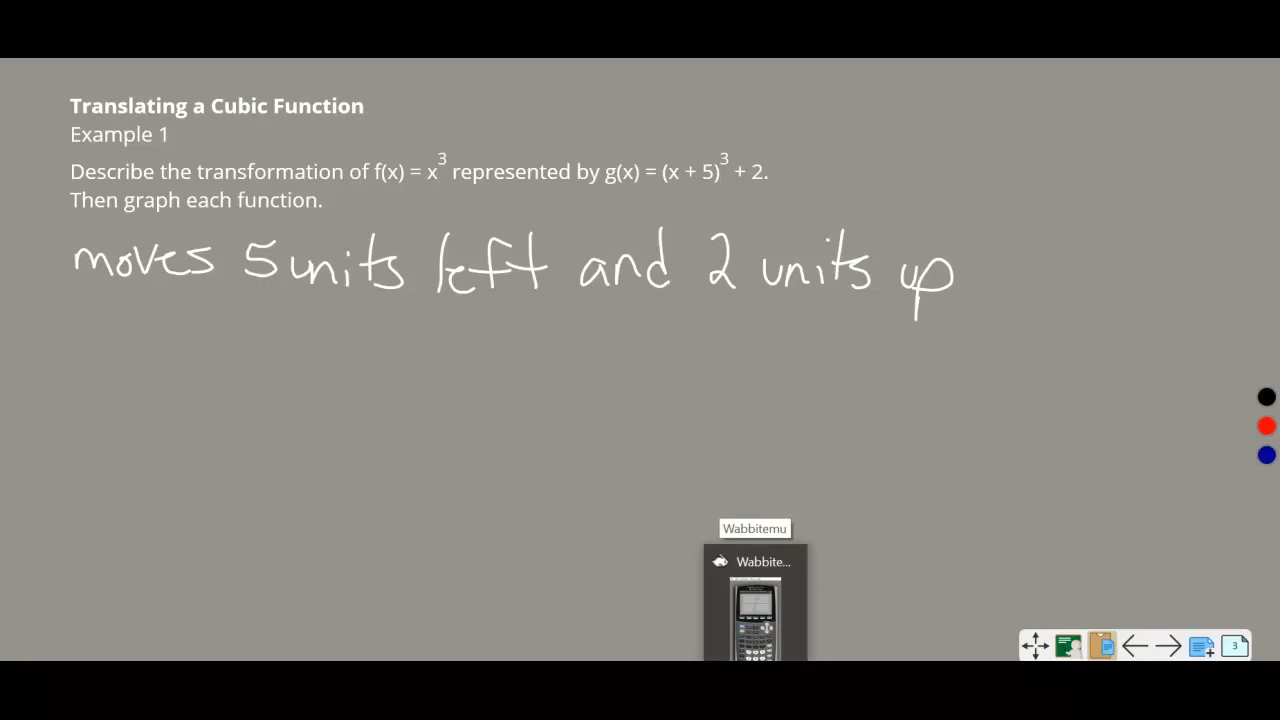 Translating a Cubic Function
Example 1
Describe the transformation of f(x) = x³ represented by g(x) = (x + 5)³ + 2.
Then graph each function.
moves 5 units left and 2 units up
Wabbitemu
Wabbite...
3